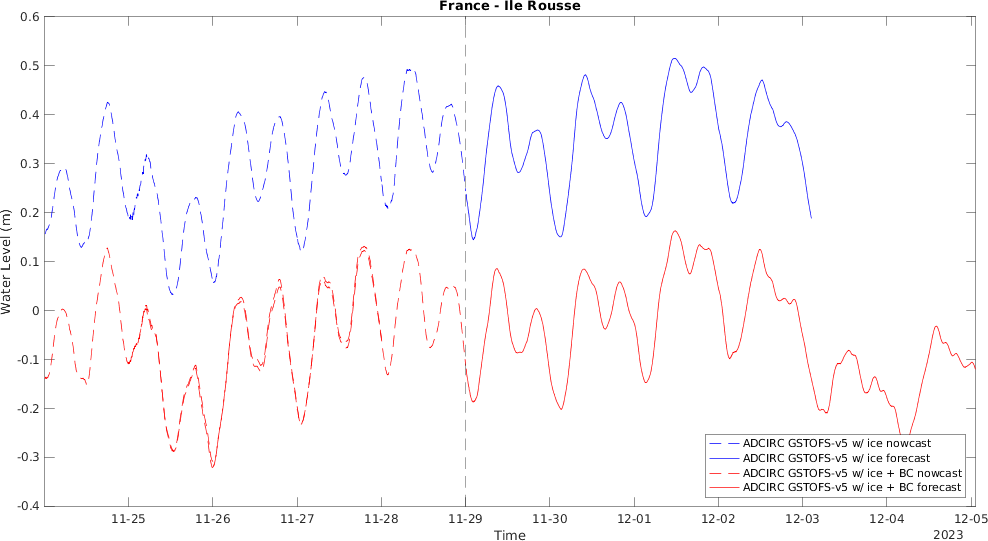 France - Ile Rousse
0.6
0.5
0.4
0.3
0.2
0.1
0
-0.1
-0.2
-0.3
-0.4
Water Level (m)
ADCIRC GSTOFS-v5 w/ ice nowcast
ADCIRC GSTOFS-v5 w/ ice forecast
ADCIRC GSTOFS-v5 w/ ice + BC nowcast
ADCIRC GSTOFS-v5 w/ ice + BC forecast
11-25 11-26 11-27 11-28 11-29 11-30 12-01 12-02 12-03 12-04 12-05
Time
2023